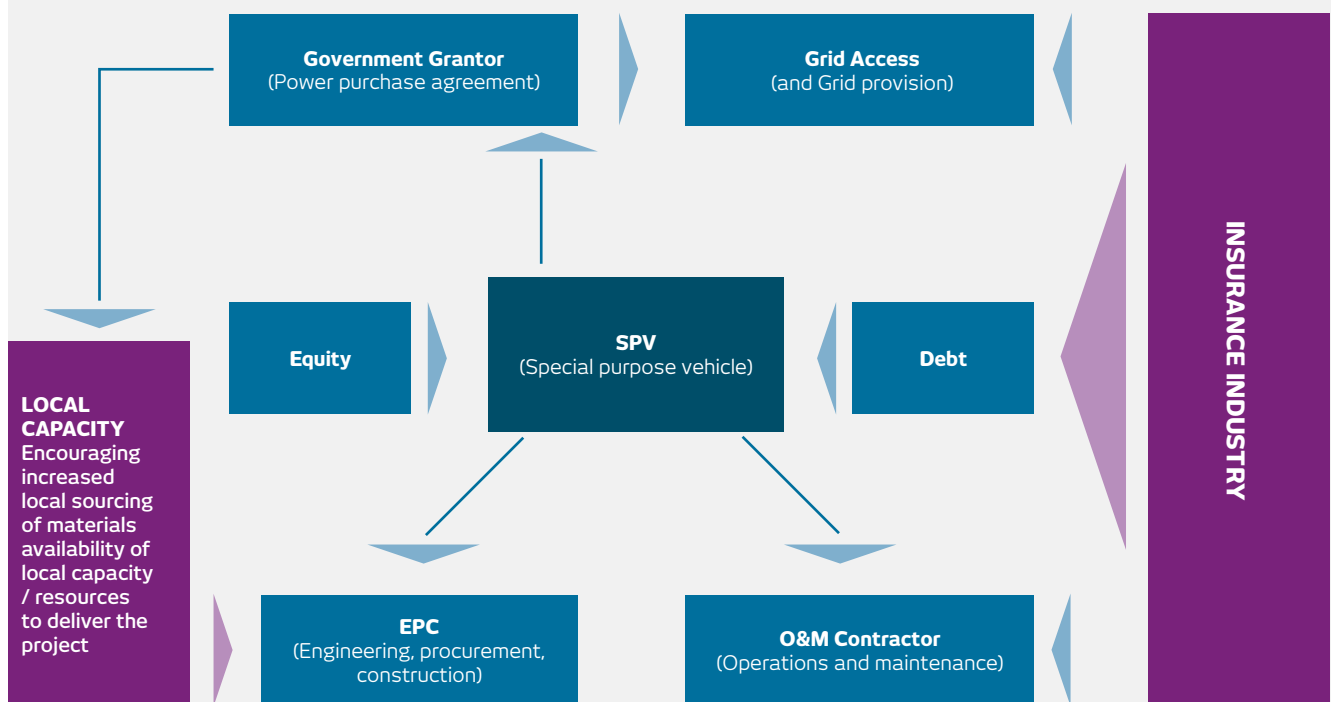 Government Grantor
(Power purchase agreement)
Grid Access
(and Grid provision)
INSURANCE INDUSTRY
Equity
SPV
(Special purpose vehicle)
Debt
LOCAL
CAPACITY
Encouraging
increased
local sourcing
of materials
availability of
local capacity
/ resources
to deliver the
project
EPC
(Engineering, procurement,
construction)
O&M Contractor
(Operations and maintenance)